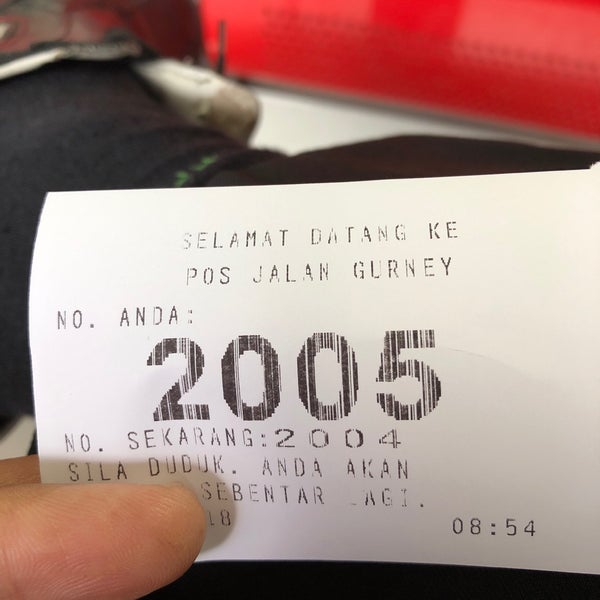 SELAMAT DATANG KE
POS JALAN GURNEY
NO. ANDA:
2005
NO. SEKARANG:2004
SILA DUDUK. ANDA AKAN
SEBENTAR LAGI.
18 08:54